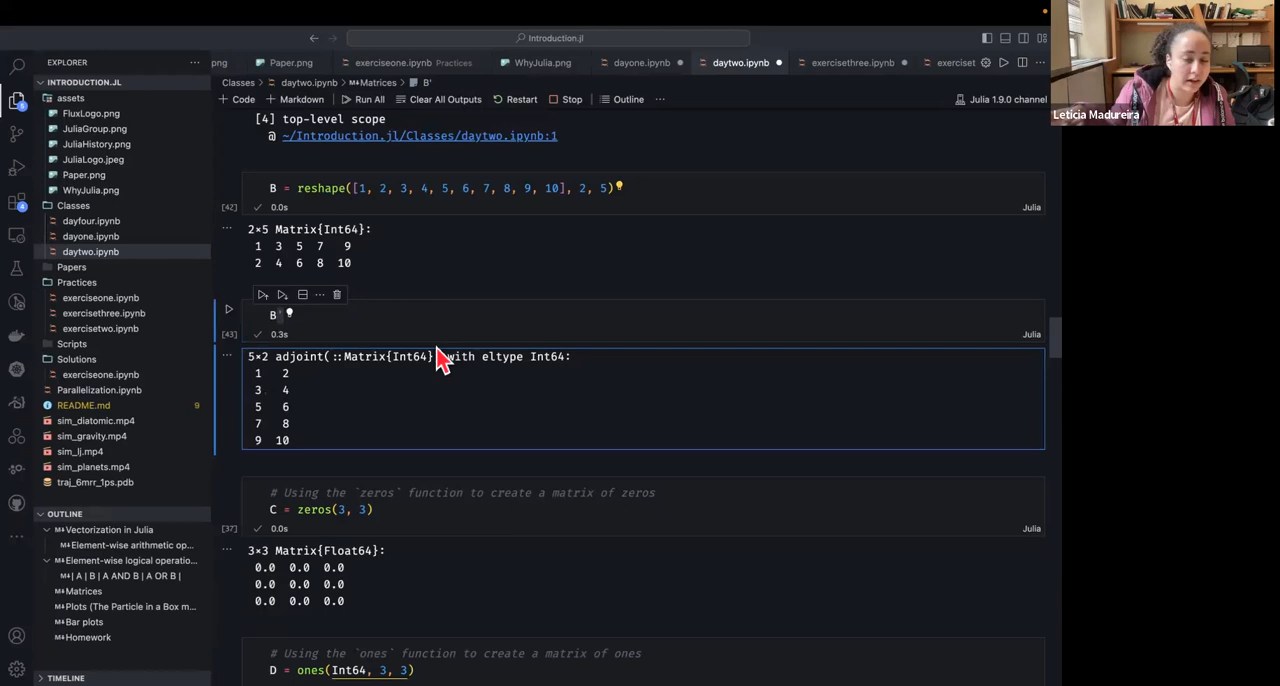 Introduction.jl
EXPLORER ···
INTRODUCTION.JL
assets
FluxLogo.png
JuliaGroup.png
JuliaHistory.png
JuliaLogo.jpeg
Paper.png
WhyJulia.png
Classes
dayfour.ipynb
dayone.ipynb
daytwo.ipynb
Papers
Practices
exerciseone.ipynb
exercisethree.ipynb
exercisetwo.ipynb
Scripts
Solutions
exerciseone.ipynb
Parallelization.ipynb
README.md 9
sim_diatomic.mp4
sim_gravity.mp4
sim_lj.mp4
sim_planets.mp4
traj_6mrr_1ps.pdb
OUTLINE
Vectorization in Julia
Element-wise arithmetic op...
Element-wise logical operatio...
| A | B | A AND B | A OR B |
Matrices
Plots (The Particle in a Box m...
Bar plots
Homework
TIMELINE
png Paper.png exerciseone.ipynb Practices WhyJulia.png dayone.ipynb daytwo.ipynb exercisethree.ipynb exerciset
Classes > daytwo.ipynb > Matrices > B'
+ Code + Markdown Run All Clear All Outputs Restart Stop Outline ··· Julia 1.9.0 channel
[4] top-level scope
@ ~/Introduction.jl/Classes/daytwo.ipynb:1
B = reshape([1, 2, 3, 4, 5, 6, 7, 8, 9, 10], 2, 5)
[42] 0.0s Julia
2×5 Matrix{Int64}:
1 3 5 7 9
2 4 6 8 10
B'
[43] 0.3s Julia
5×2 adjoint(::Matrix{Int64}) with eltype Int64:
1 2
3 4
5 6
7 8
9 10
# Using the `zeros` function to create a matrix of zeros
C = zeros(3, 3)
[37] 0.0s Julia
3×3 Matrix{Float64}:
0.0 0.0 0.0
0.0 0.0 0.0
0.0 0.0 0.0
# Using the `ones` function to create a matrix of ones
D = ones(Int64, 3, 3)
Leticia Madureira